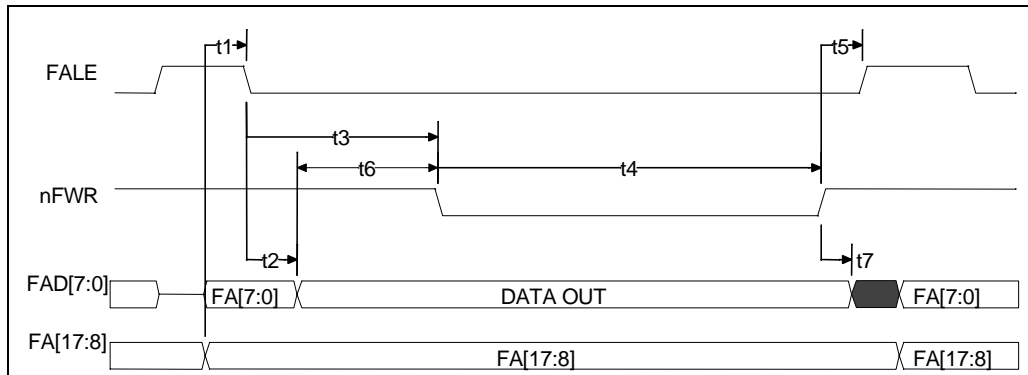 t1
t5
FALE
t3
t6
t4
nFWR
t2
t7
FAD[7:0]
FA[7:0]
DATA OUT
FA[7:0]
FA[17:8]
FA[17:8]
FA[17:8]